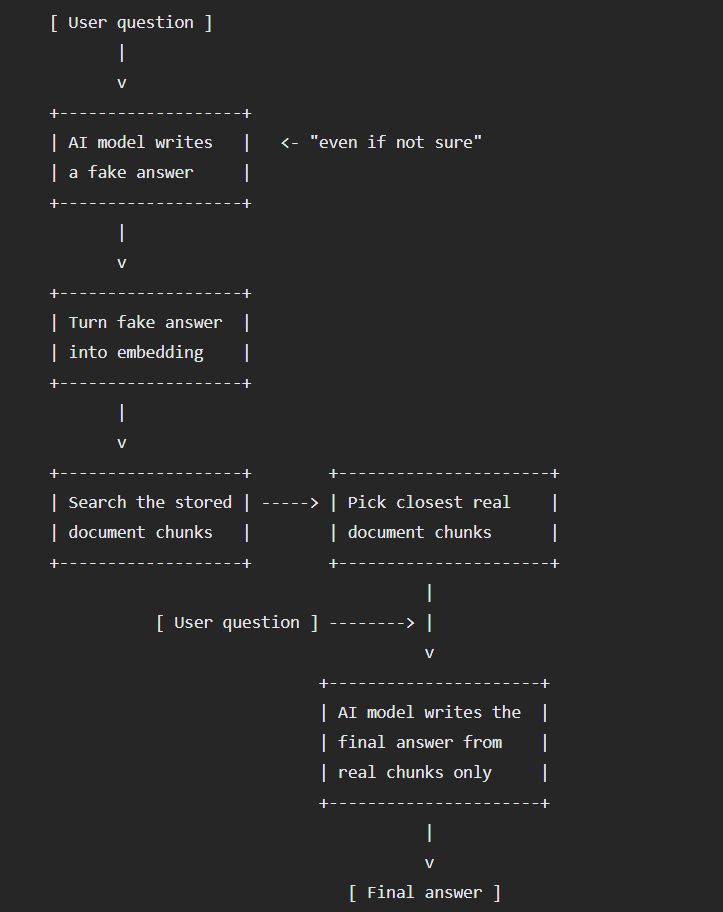 [ User question ]
|
v
+-------------------+
| AI model writes   |   <- "even if not sure"
| a fake answer     |
+-------------------+
|
v
+-------------------+
| Turn fake answer  |
| into embedding    |
+-------------------+
|
v
+-------------------+        +----------------------+
| Search the stored | -----> | Pick closest real    |
| document chunks   |        | document chunks      |
+-------------------+        +----------------------+
|
[ User question ] --------> |
v
+----------------------+
| AI model writes the  |
| final answer from    |
| real chunks only     |
+----------------------+
|
v
[ Final answer ]